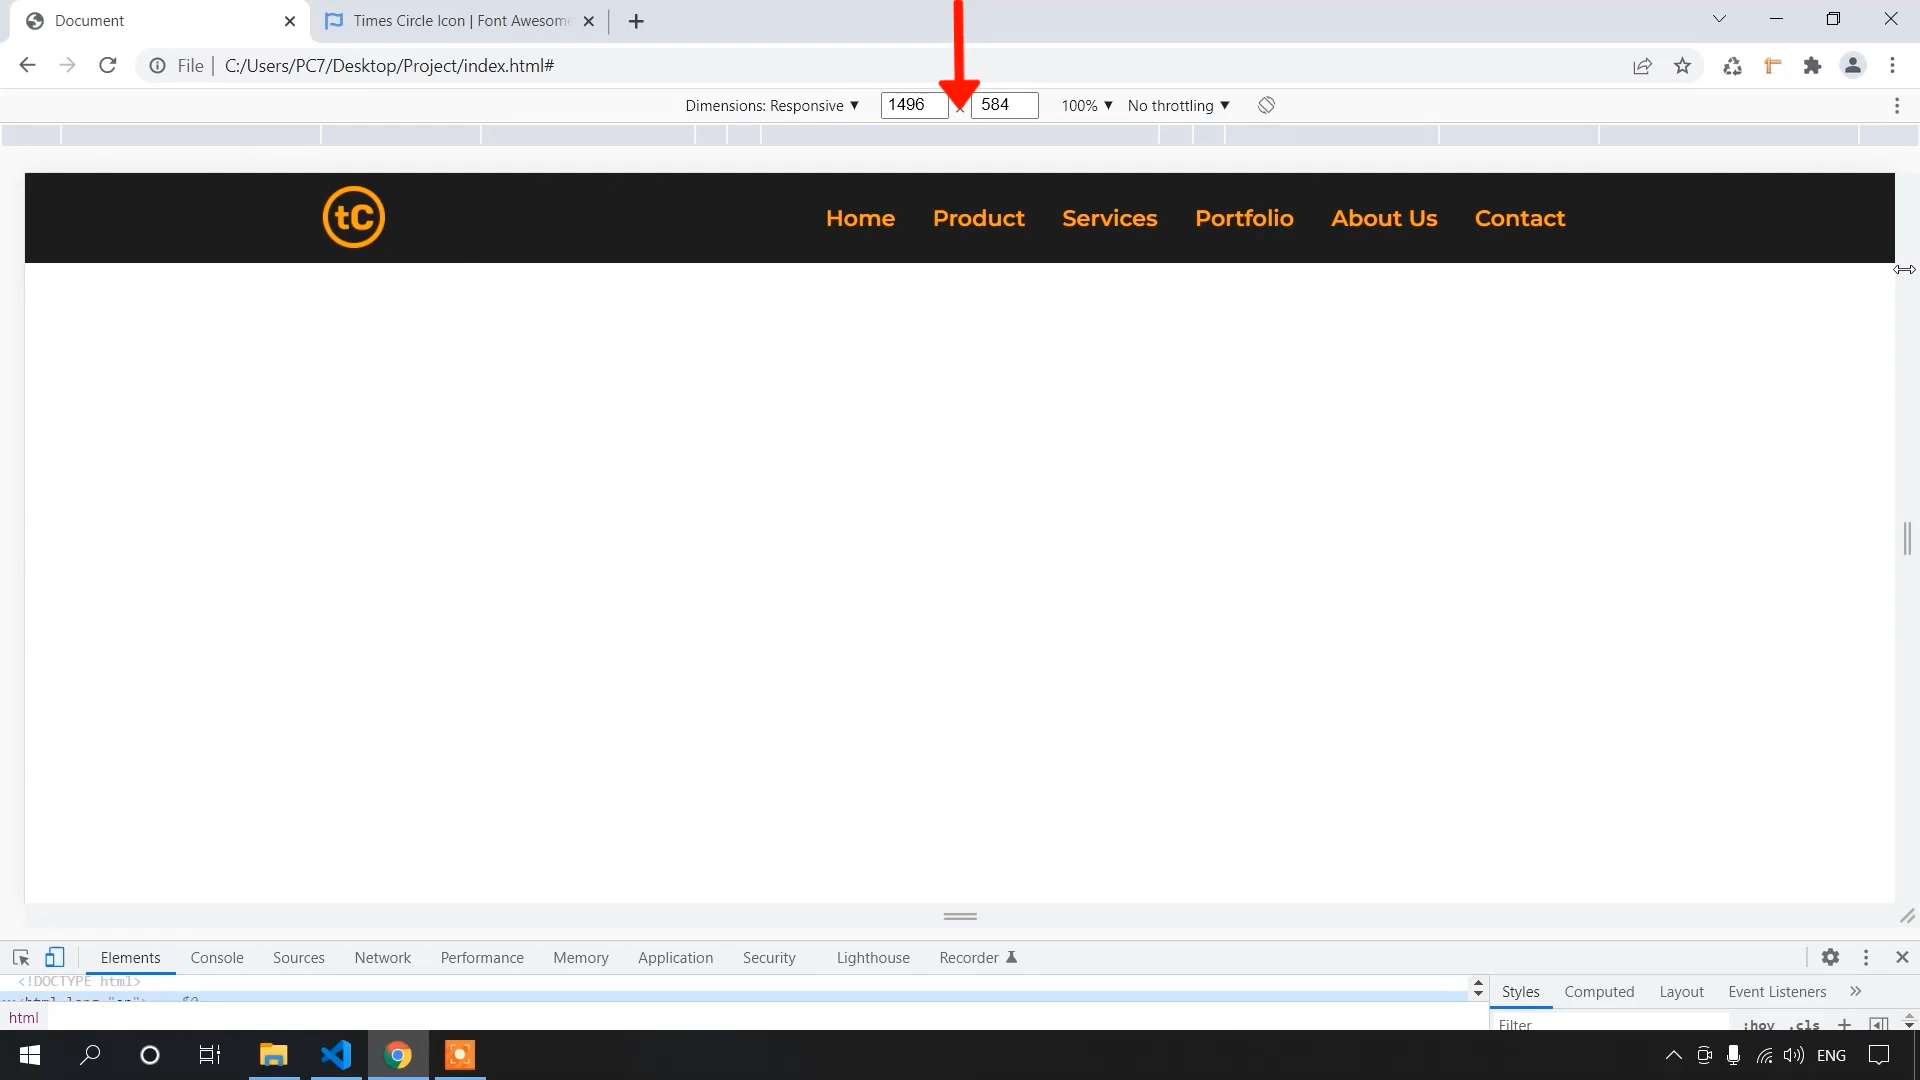 Document
Times Circle Icon | Font Awesome
File | C:/Users/PC7/Desktop/Project/index.html#
Dimensions: Responsive ▼ 1496 × 584 100% ▼ No throttling ▼
tC Home Product Services Portfolio About Us Contact
Elements Console Sources Network Performance Memory Application Security Lighthouse Recorder
<!DOCTYPE html>
html
Styles Computed Layout Event Listeners »
Filter :hov .cls +
ENG